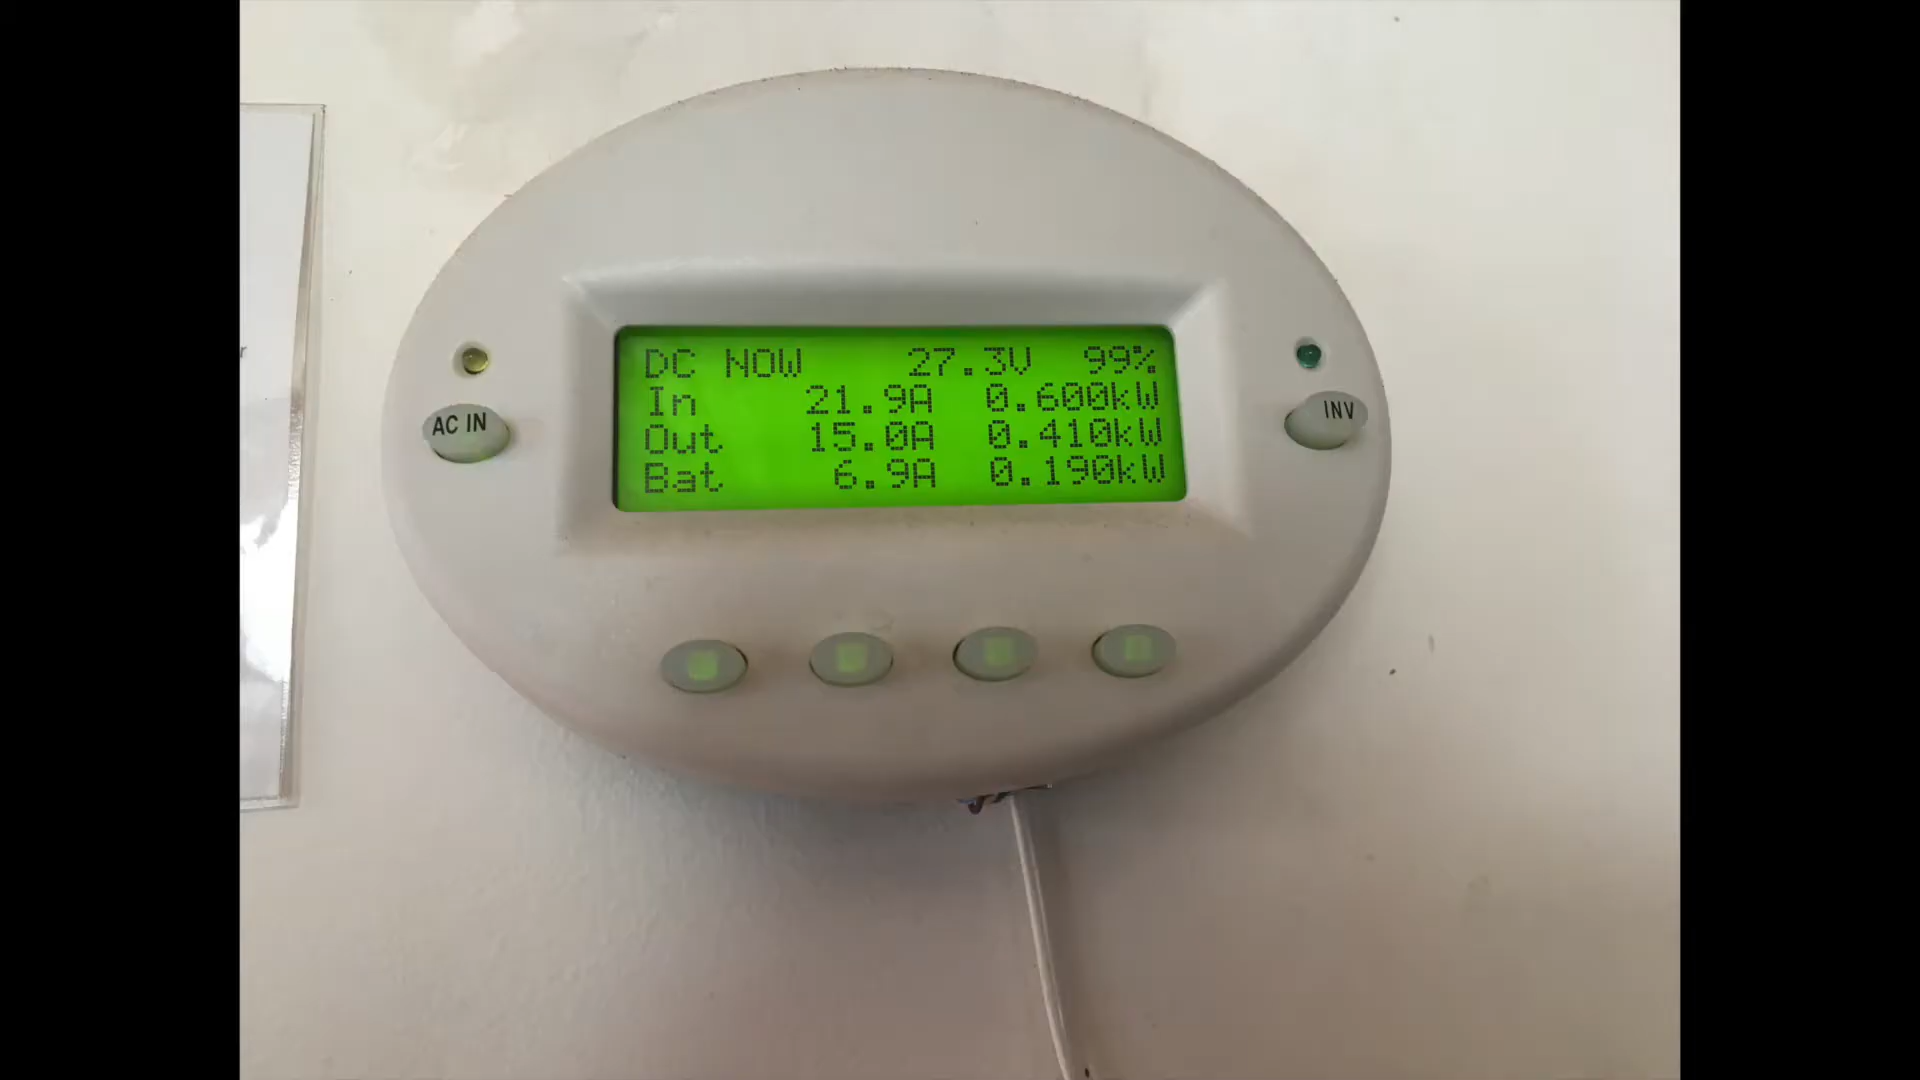 DC NOW 27.3V 99%
In 21.9A 0.600kW
Out 15.0A 0.410kW
Bat 6.9A 0.190kW
AC IN
INV
r